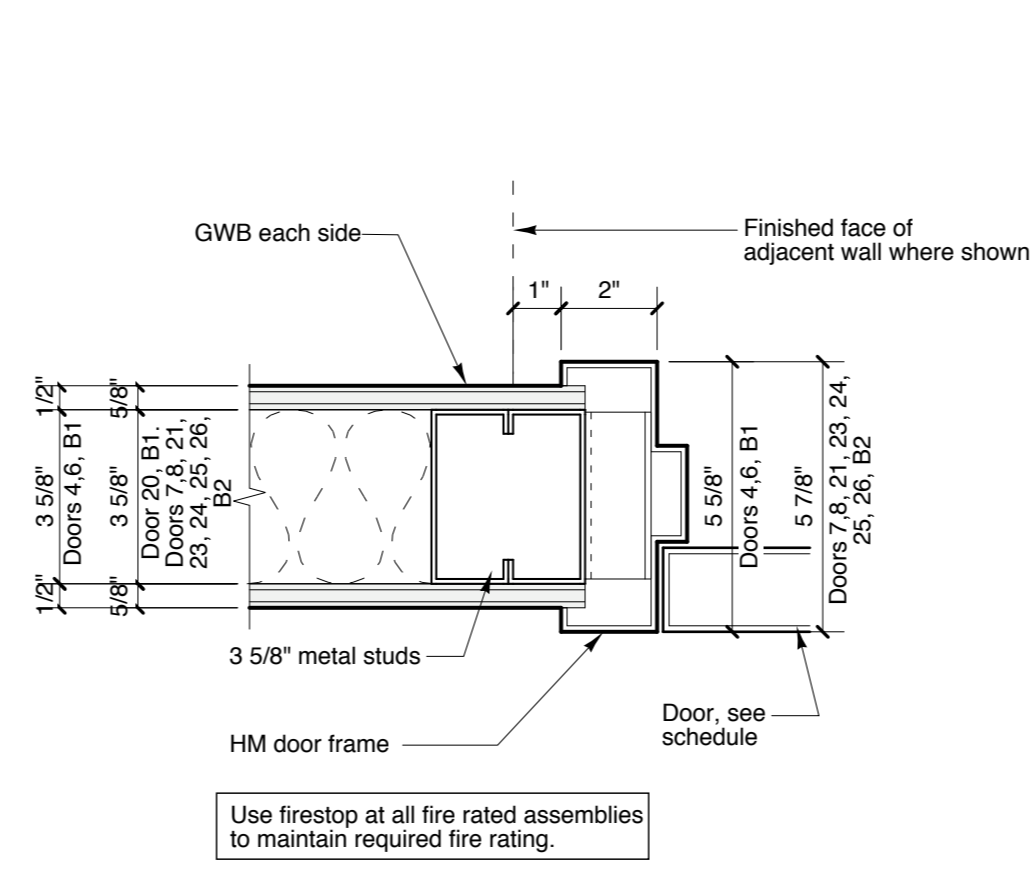 GWB each side
Finished face of
adjacent wall where shown
1"
2"
1/2"
3 5/8"
1/2"
Doors 4,6, B1
5/8"
3 5/8"
5/8"
Door 20, B1.
Doors 7,8, 21,
23, 24, 25, 26,
B2
5 5/8"
Doors 4,6, B1
5 7/8"
Doors 7,8, 21, 23, 24,
25, 26, B2
3 5/8" metal studs
HM door frame
Door, see
schedule
Use firestop at all fire rated assemblies
to maintain required fire rating.